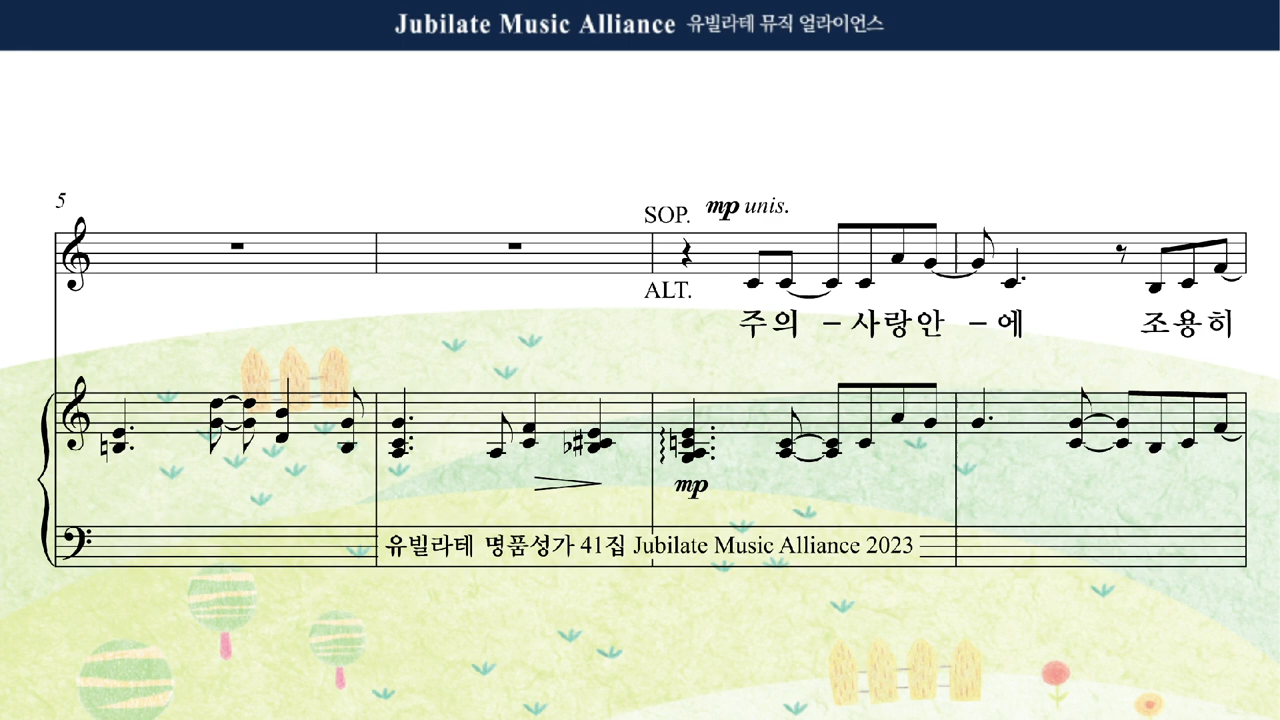 Jubilate Music Alliance 유빌라테 뮤직 얼라이언스
5
SOP. mp unis.
ALT.
주의 - 사랑안 - 에 조용히
mp
유빌라테 명품성가 41집 Jubilate Music Alliance 2023